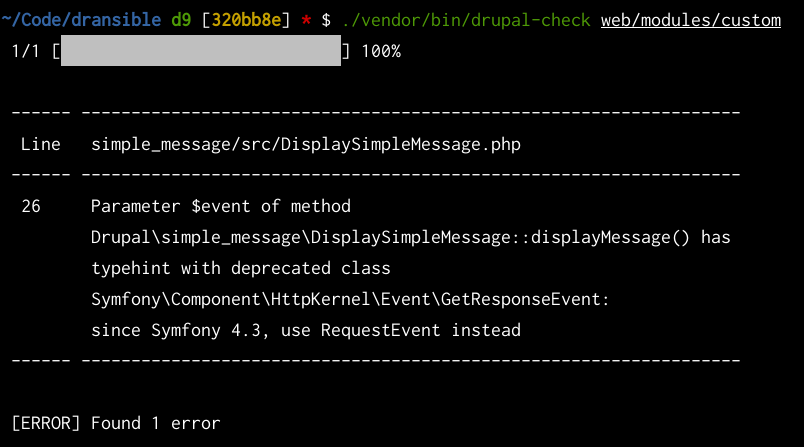 ~/Code/dransible d9 [320bb8e] * $ ./vendor/bin/drupal-check web/modules/custom
1/1 [                            ] 100%
------ ------------------------------------------------------------------
Line   simple_message/src/DisplaySimpleMessage.php
------ ------------------------------------------------------------------
26     Parameter $event of method
Drupal\simple_message\DisplaySimpleMessage::displayMessage() has
typehint with deprecated class
Symfony\Component\HttpKernel\Event\GetResponseEvent:
since Symfony 4.3, use RequestEvent instead
------ ------------------------------------------------------------------
[ERROR] Found 1 error